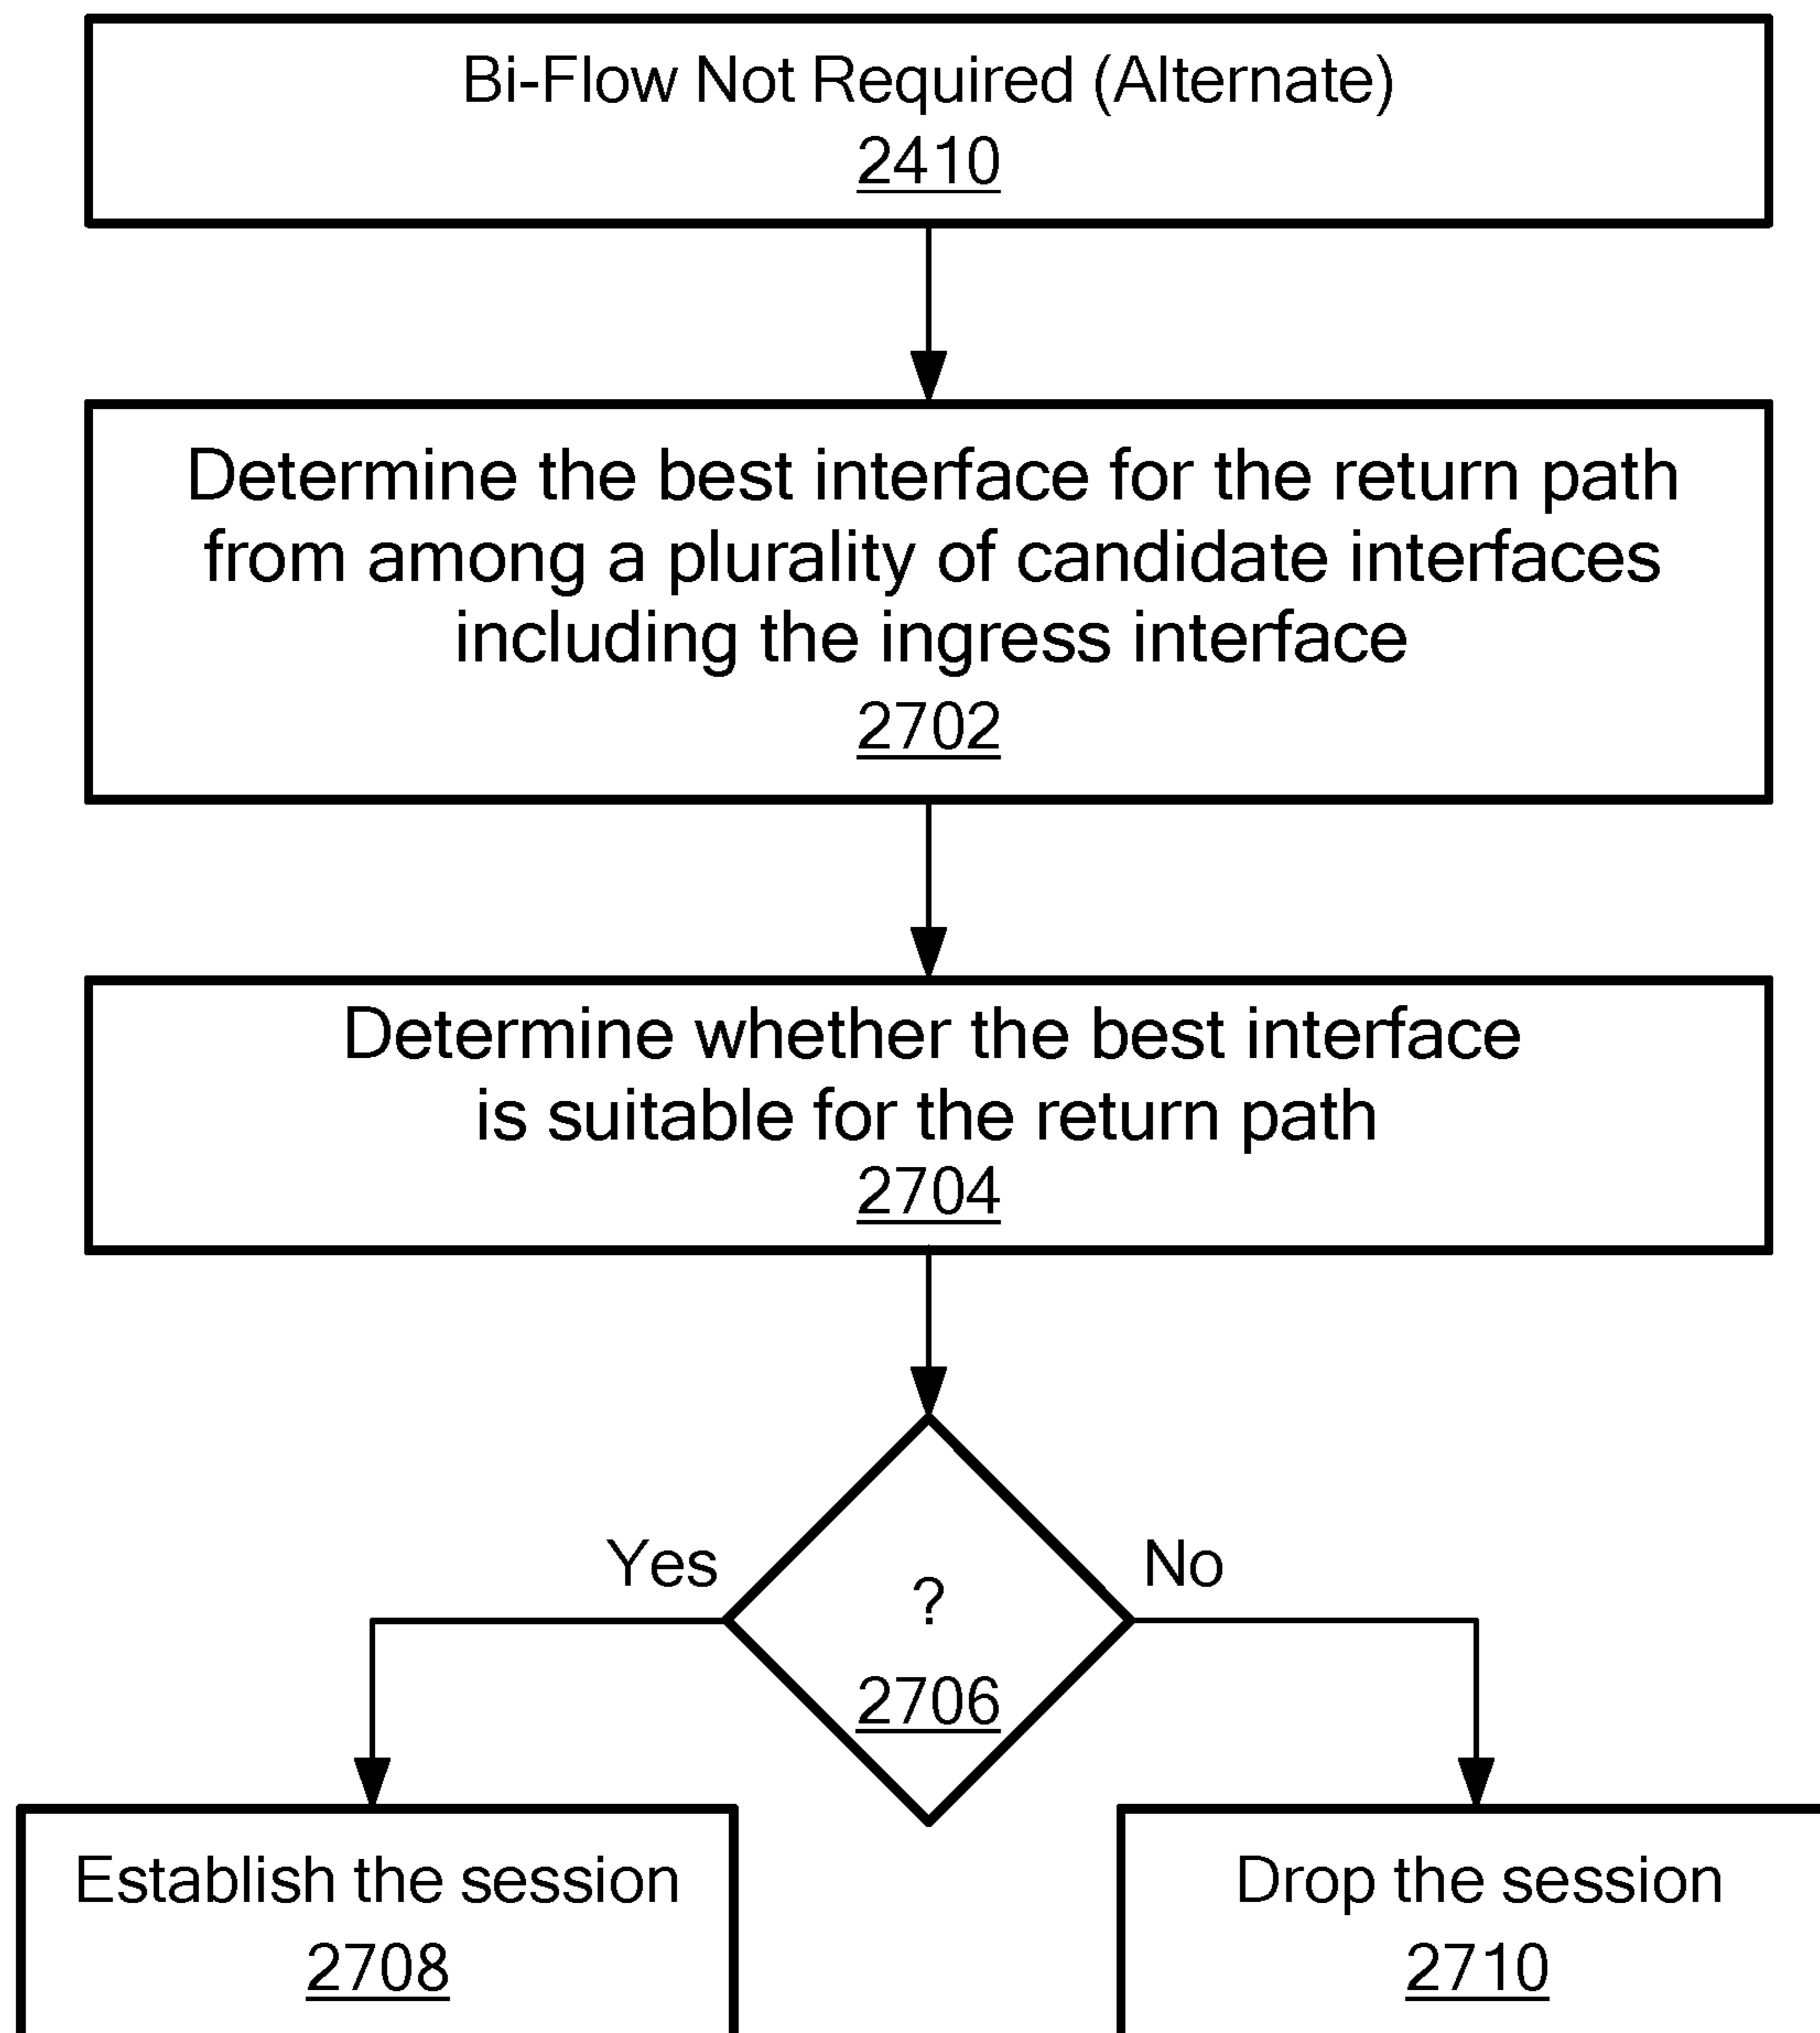 Bi-Flow Not Required (Alternate)
2410
Determine the best interface for the return path
from among a plurality of candidate interfaces
including the ingress interface
2702
Determine whether the best interface
is suitable for the return path
2704
Yes
?
No
2706
Establish the session
2708
Drop the session
2710